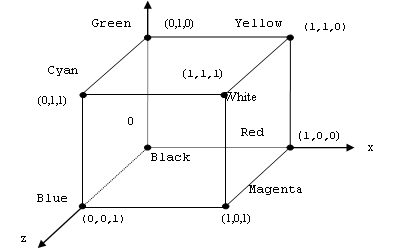 Green (0,1,0) Yellow (1,1,0)
Cyan (1,1,1)
(0,1,1) White
0 Red (1,0,0)
Black x
Blue Magenta
(0,0,1) (1,0,1)
z